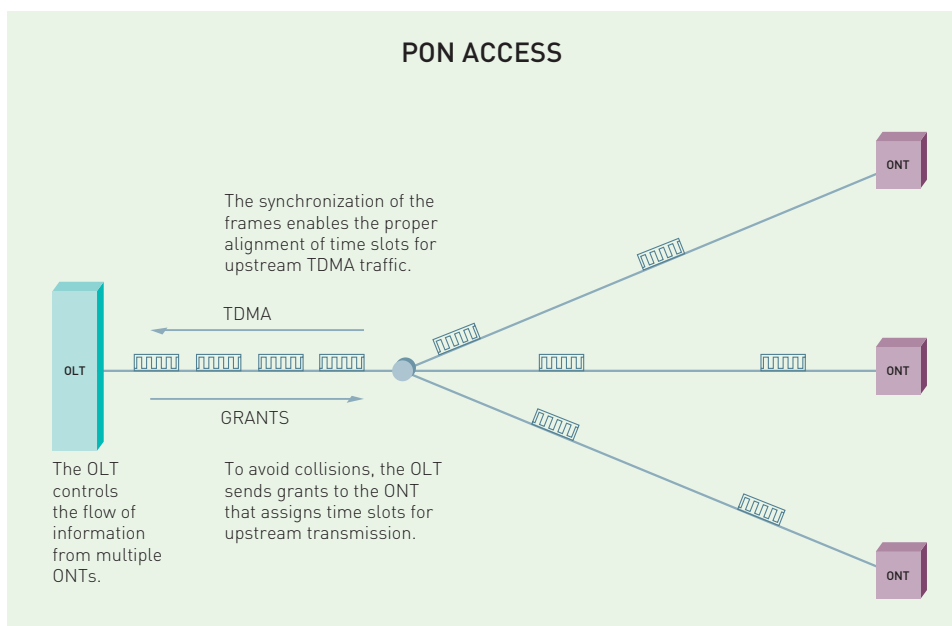 PON ACCESS
ONT
The synchronization of the
frames enables the proper
alignment of time slots for
upstream TDMA traffic.
TDMA
OLT
ONT
GRANTS
The OLT
controls
the flow of
information
from multiple
ONTs.
To avoid collisions, the OLT
sends grants to the ONT
that assigns time slots for
upstream transmission.
ONT